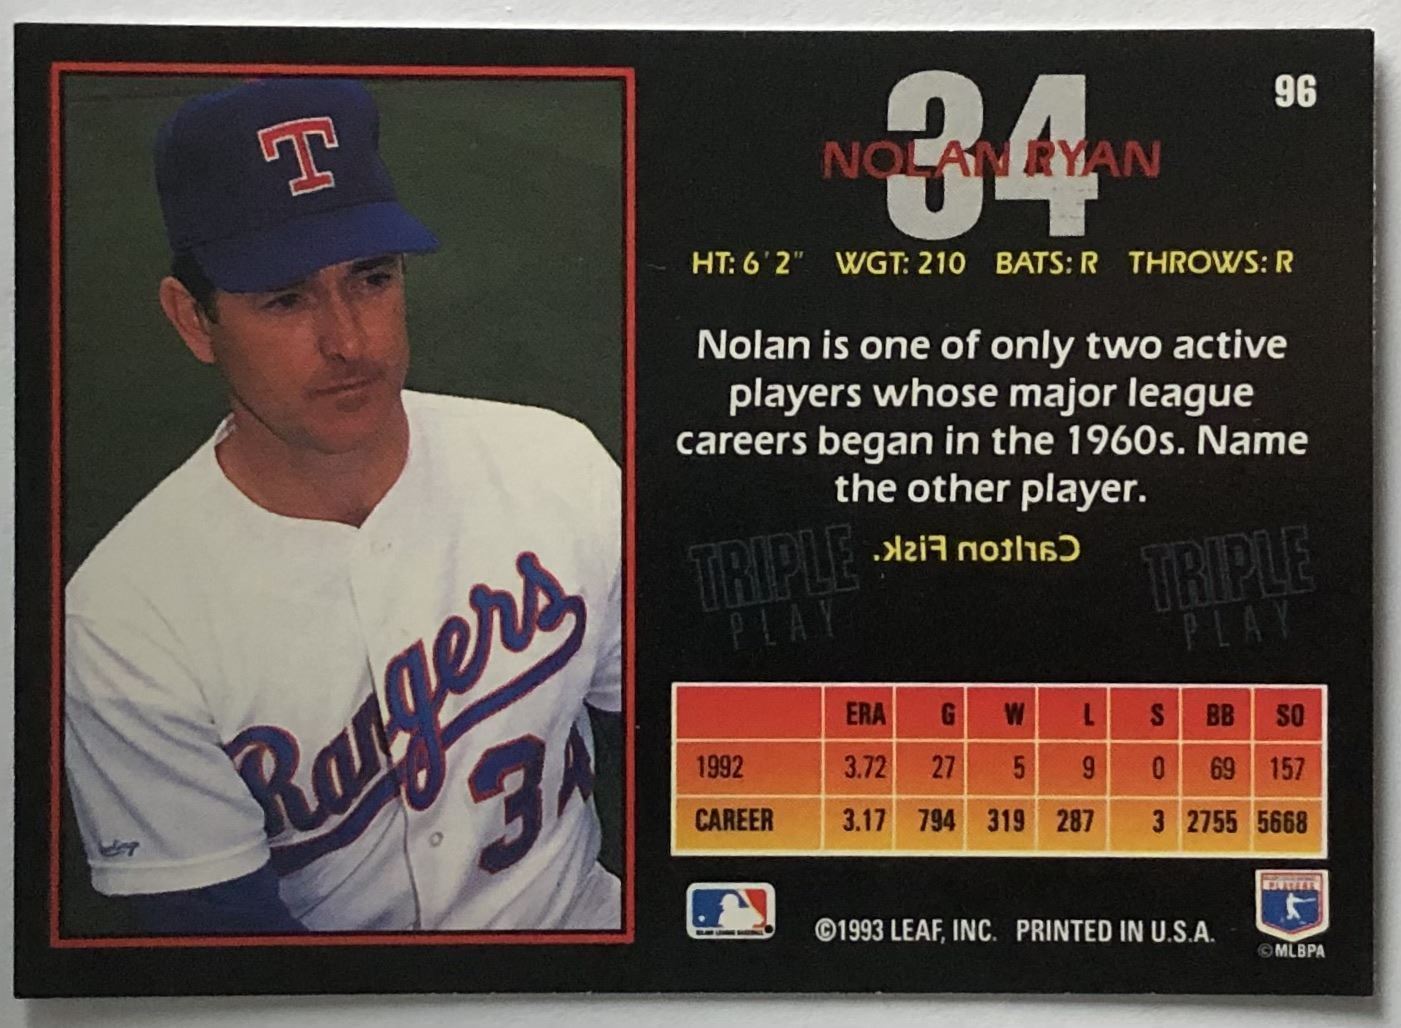 T
Rangers
34
96
34
NOLAN RYAN
HT: 6'2" WGT: 210 BATS: R THROWS: R
Nolan is one of only two active
players whose major league
careers began in the 1960s. Name
the other player.
Carlton Fisk.
TRIPLE PLAY
TRIPLE PLAY
ERA G W L S BB SO
1992 3.72 27 5 9 0 69 157
CAREER 3.17 794 319 287 3 2755 5668
©1993 LEAF, INC. PRINTED IN U.S.A.
PLAYERS
©MLBPA